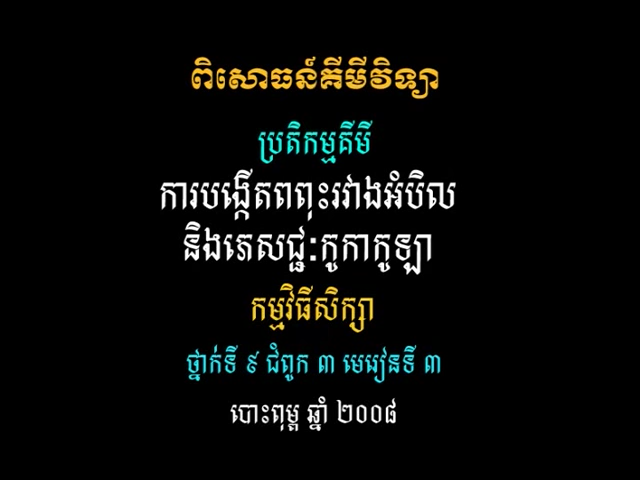 ពិសោធន៍គីមីវិទ្យា
ប្រតិកម្មគីមី
ការបង្កើតពពុះរវាងអំបិល
និងភេសជ្ជៈកូកាកូឡា
កម្មវិធីសិក្សា
ថ្នាក់ទី ៩ ជំពូក ៣ មេរៀនទី ៣
បោះពុម្ព ឆ្នាំ ២០០៨